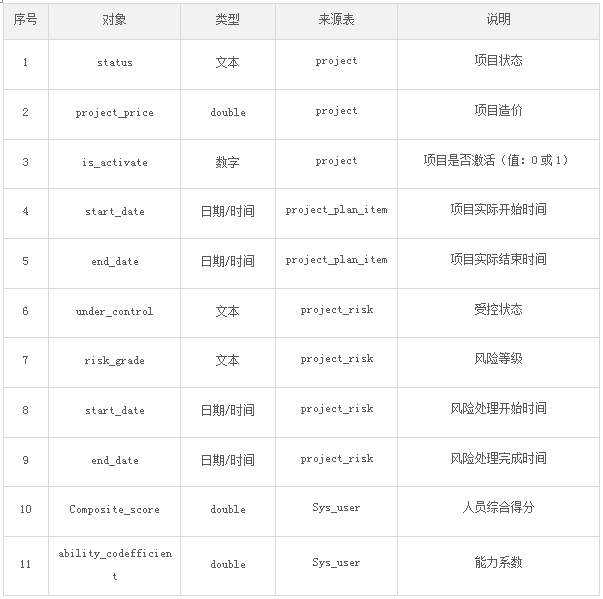 序号 对象 类型 来源表 说明
1 status 文本 project 项目状态
2 project_price double project 项目造价
3 is_activate 数字 project 项目是否激活（值：0或1）
4 start_date 日期/时间 project_plan_item 项目实际开始时间
5 end_date 日期/时间 project_plan_item 项目实际结束时间
6 under_control 文本 project_risk 受控状态
7 risk_grade 文本 project_risk 风险等级
8 start_date 日期/时间 project_risk 风险处理开始时间
9 end_date 日期/时间 project_risk 风险处理完成时间
10 Composite_score double Sys_user 人员综合得分
11 ability_codefficien double Sys_user 能力系数
t